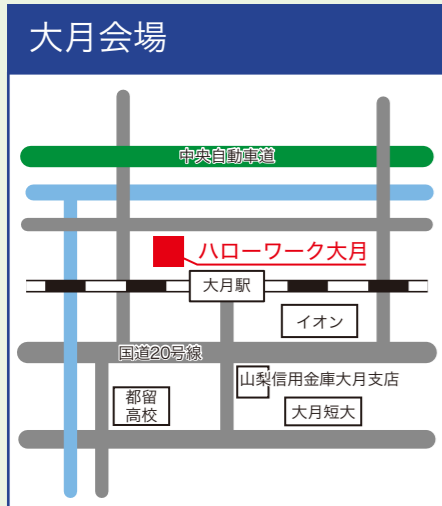 大月会場
中央自動車道
ハローワーク大月
大月駅
イオン
国道20号線
山梨信用金庫大月支店
都留
高校
大月短大